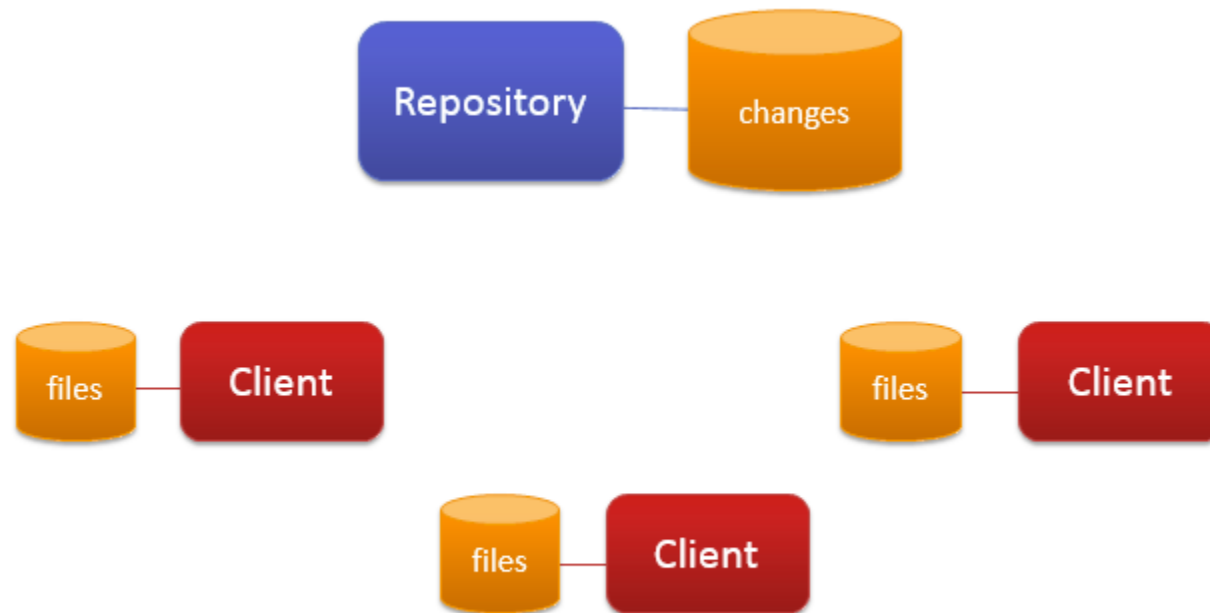 Repository
changes
files
Client
files
Client
files
Client